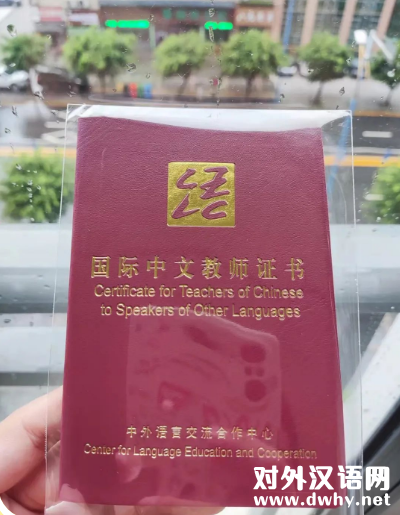 国际中文教师证书
Certificate for Teachers of Chinese
to Speakers of Other Languages
中外语言交流合作中心
Center for Language Education and Cooperation
对外汉语网
www.dwhy.net